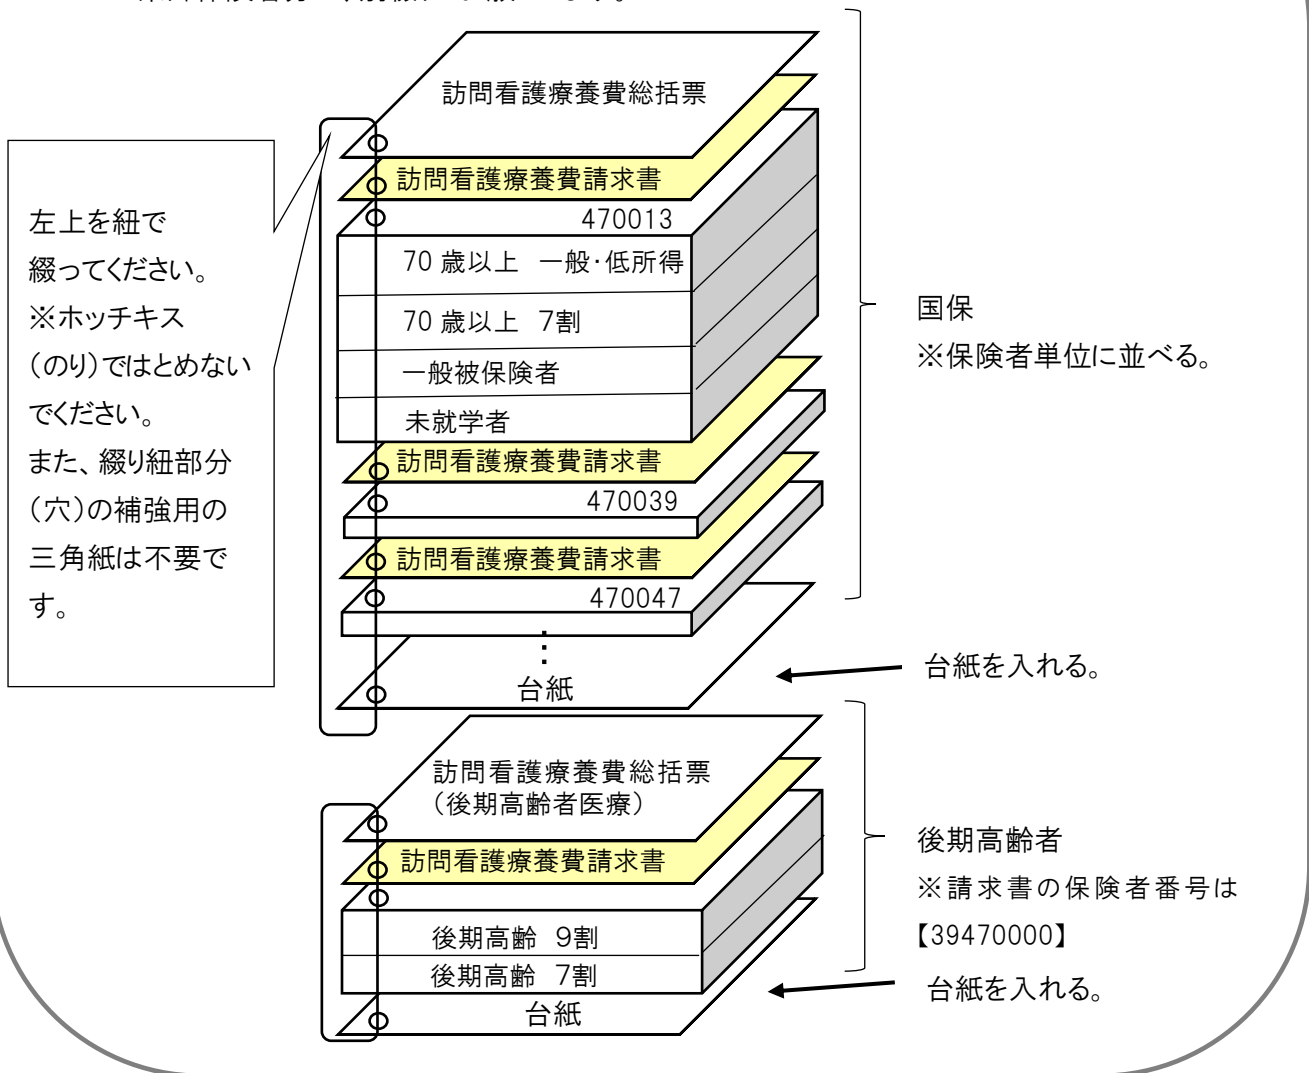 訪問看護療養費総括票
訪問看護療養費請求書
470013
70 歳以上　一般・低所得
70 歳以上　7割
一般被保険者
未就学者
訪問看護療養費請求書
470039
訪問看護療養費請求書
470047
⋮
台紙
左上を紐で
綴ってください。
※ホッチキス
（のり）ではとめない
でください。
また、綴り紐部分
（穴）の補強用の
三角紙は不要で
す。
国保
※保険者単位に並べる。
台紙を入れる。
訪問看護療養費総括票
（後期高齢者医療）
訪問看護療養費請求書
後期高齢　9割
後期高齢　7割
台紙
後期高齢者
※請求書の保険者番号は
【39470000】
台紙を入れる。